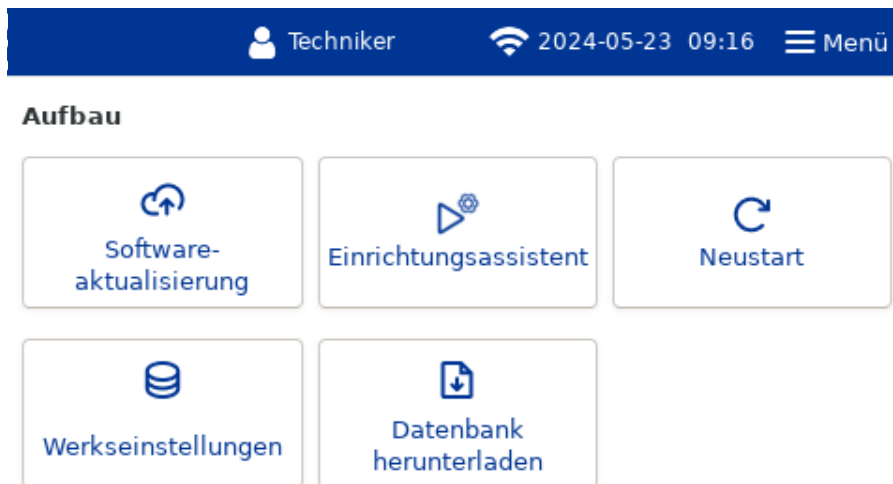 Techniker 2024-05-23 09:16 Menü
Aufbau
Software-
aktualisierung
Einrichtungsassistent
Neustart
Werkseinstellungen
Datenbank
herunterladen